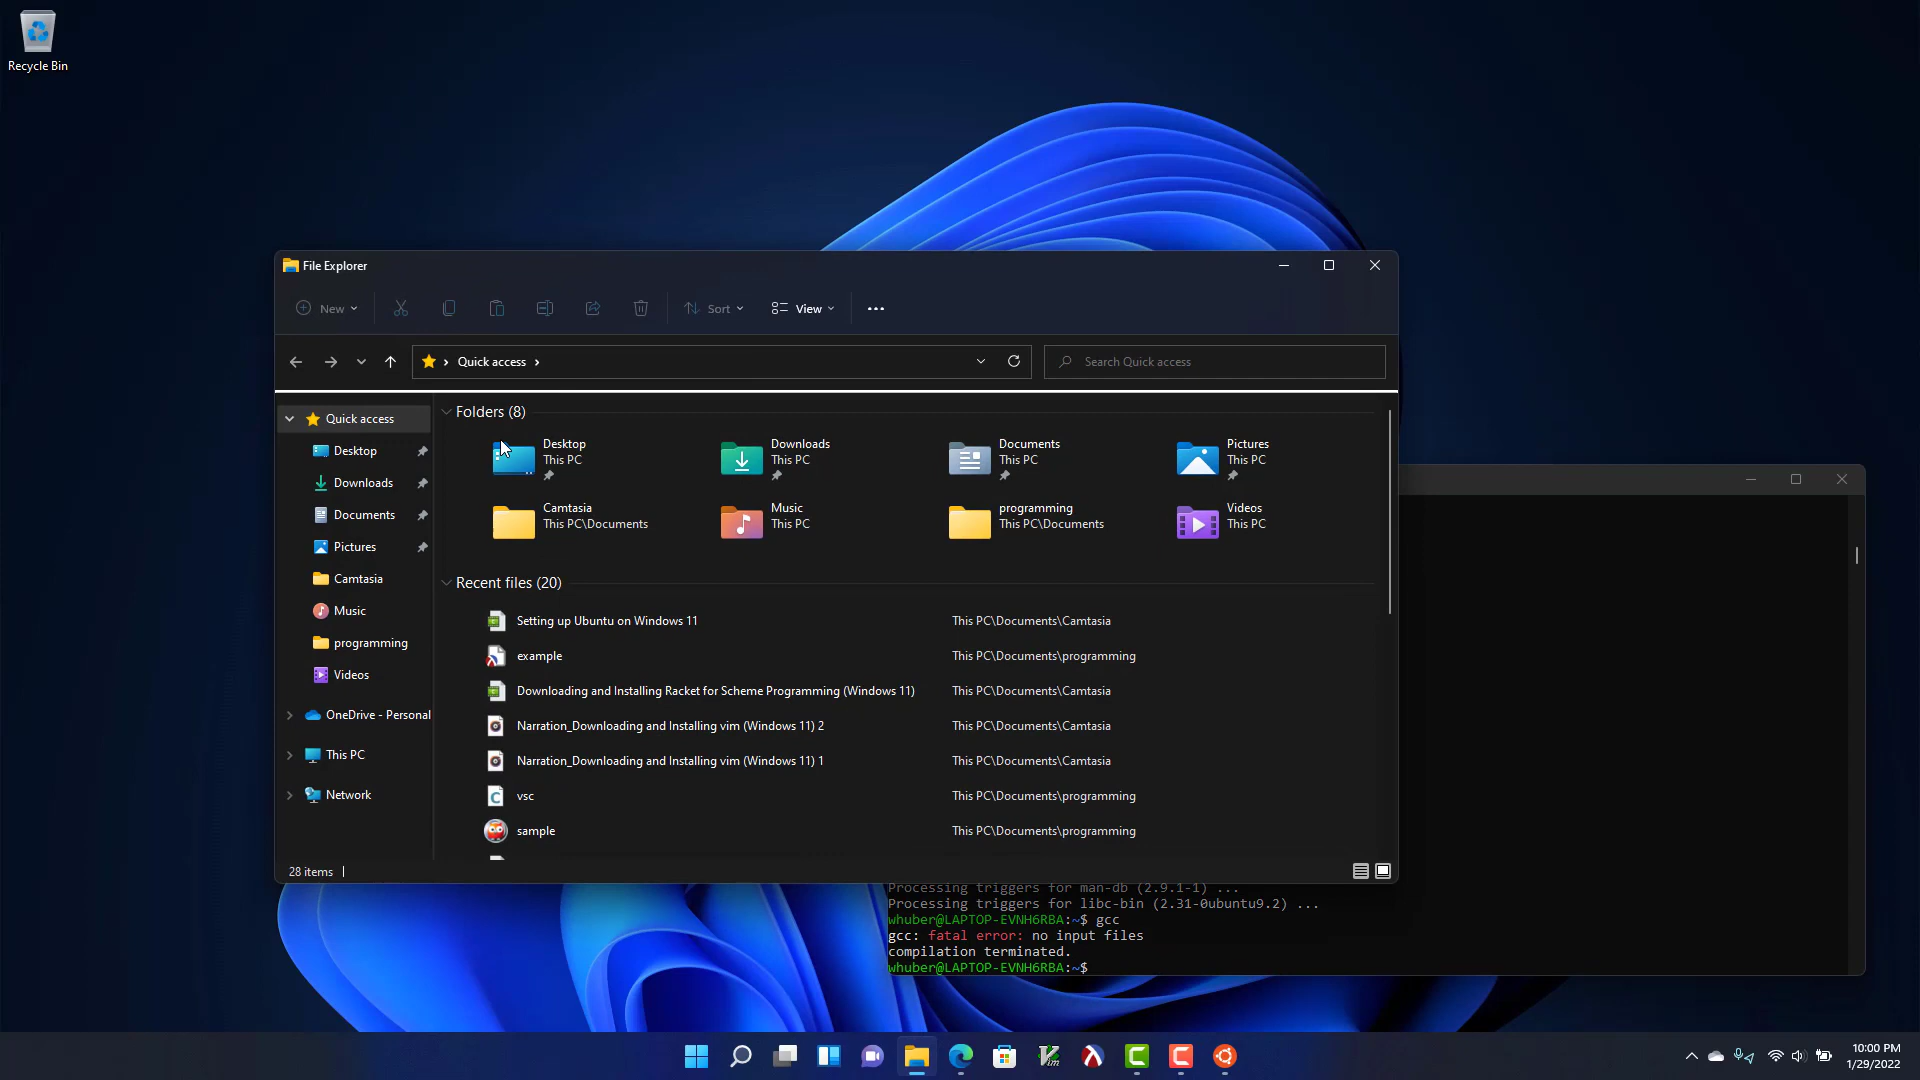 Recycle Bin
File Explorer
New
Sort
View
Quick access
Search Quick access
Quick access
Desktop
Downloads
Documents
Pictures
Camtasia
Music
programming
Videos
OneDrive - Personal
This PC
Network
Folders (8)
Desktop
This PC
Downloads
This PC
Documents
This PC
Pictures
This PC
Camtasia
This PC\Documents
Music
This PC
programming
This PC\Documents
Videos
This PC
Recent files (20)
Setting up Ubuntu on Windows 11 This PC\Documents\Camtasia
example This PC\Documents\programming
Downloading and Installing Racket for Scheme Programming (Windows 11) This PC\Documents\Camtasia
Narration_Downloading and Installing vim (Windows 11) 2 This PC\Documents\Camtasia
Narration_Downloading and Installing vim (Windows 11) 1 This PC\Documents\Camtasia
vsc This PC\Documents\programming
sample This PC\Documents\programming
28 items
Processing triggers for man-db (2.9.1-1) ...
Processing triggers for libc-bin (2.31-0ubuntu9.2) ...
whuber@LAPTOP-EVNH6RBA:~$ gcc
gcc: fatal error: no input files
compilation terminated.
whuber@LAPTOP-EVNH6RBA:~$
10:00 PM
1/29/2022